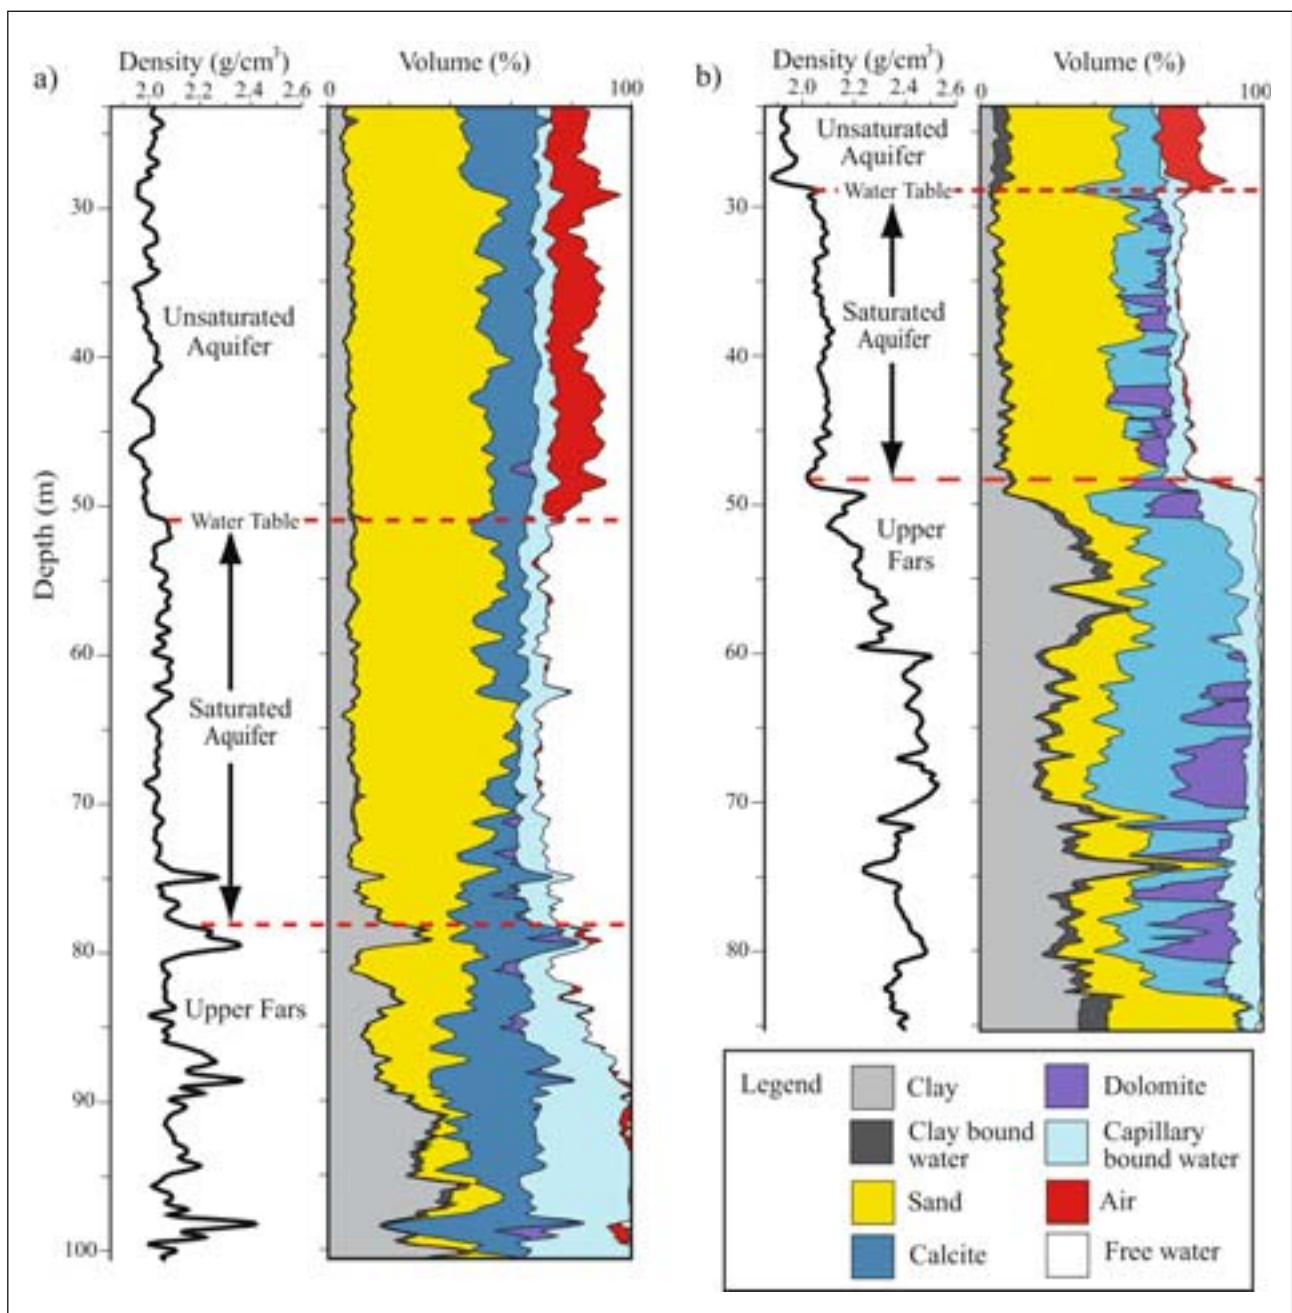 a)
Density (g/cm³)
2.0 2.2 2.4 2.6
Volume (%)
0 100
Depth (m)
30
40
50
60
70
80
90
100
Unsaturated
Aquifer
Water Table
Saturated
Aquifer
Upper Fars
b)
Density (g/cm³)
2.0 2.2 2.4 2.6
Volume (%)
0 100
30
40
50
60
70
80
Unsaturated
Aquifer
Water Table
Saturated
Aquifer
Upper
Fars
Legend
Clay
Clay bound
water
Sand
Calcite
Dolomite
Capillary
bound water
Air
Free water